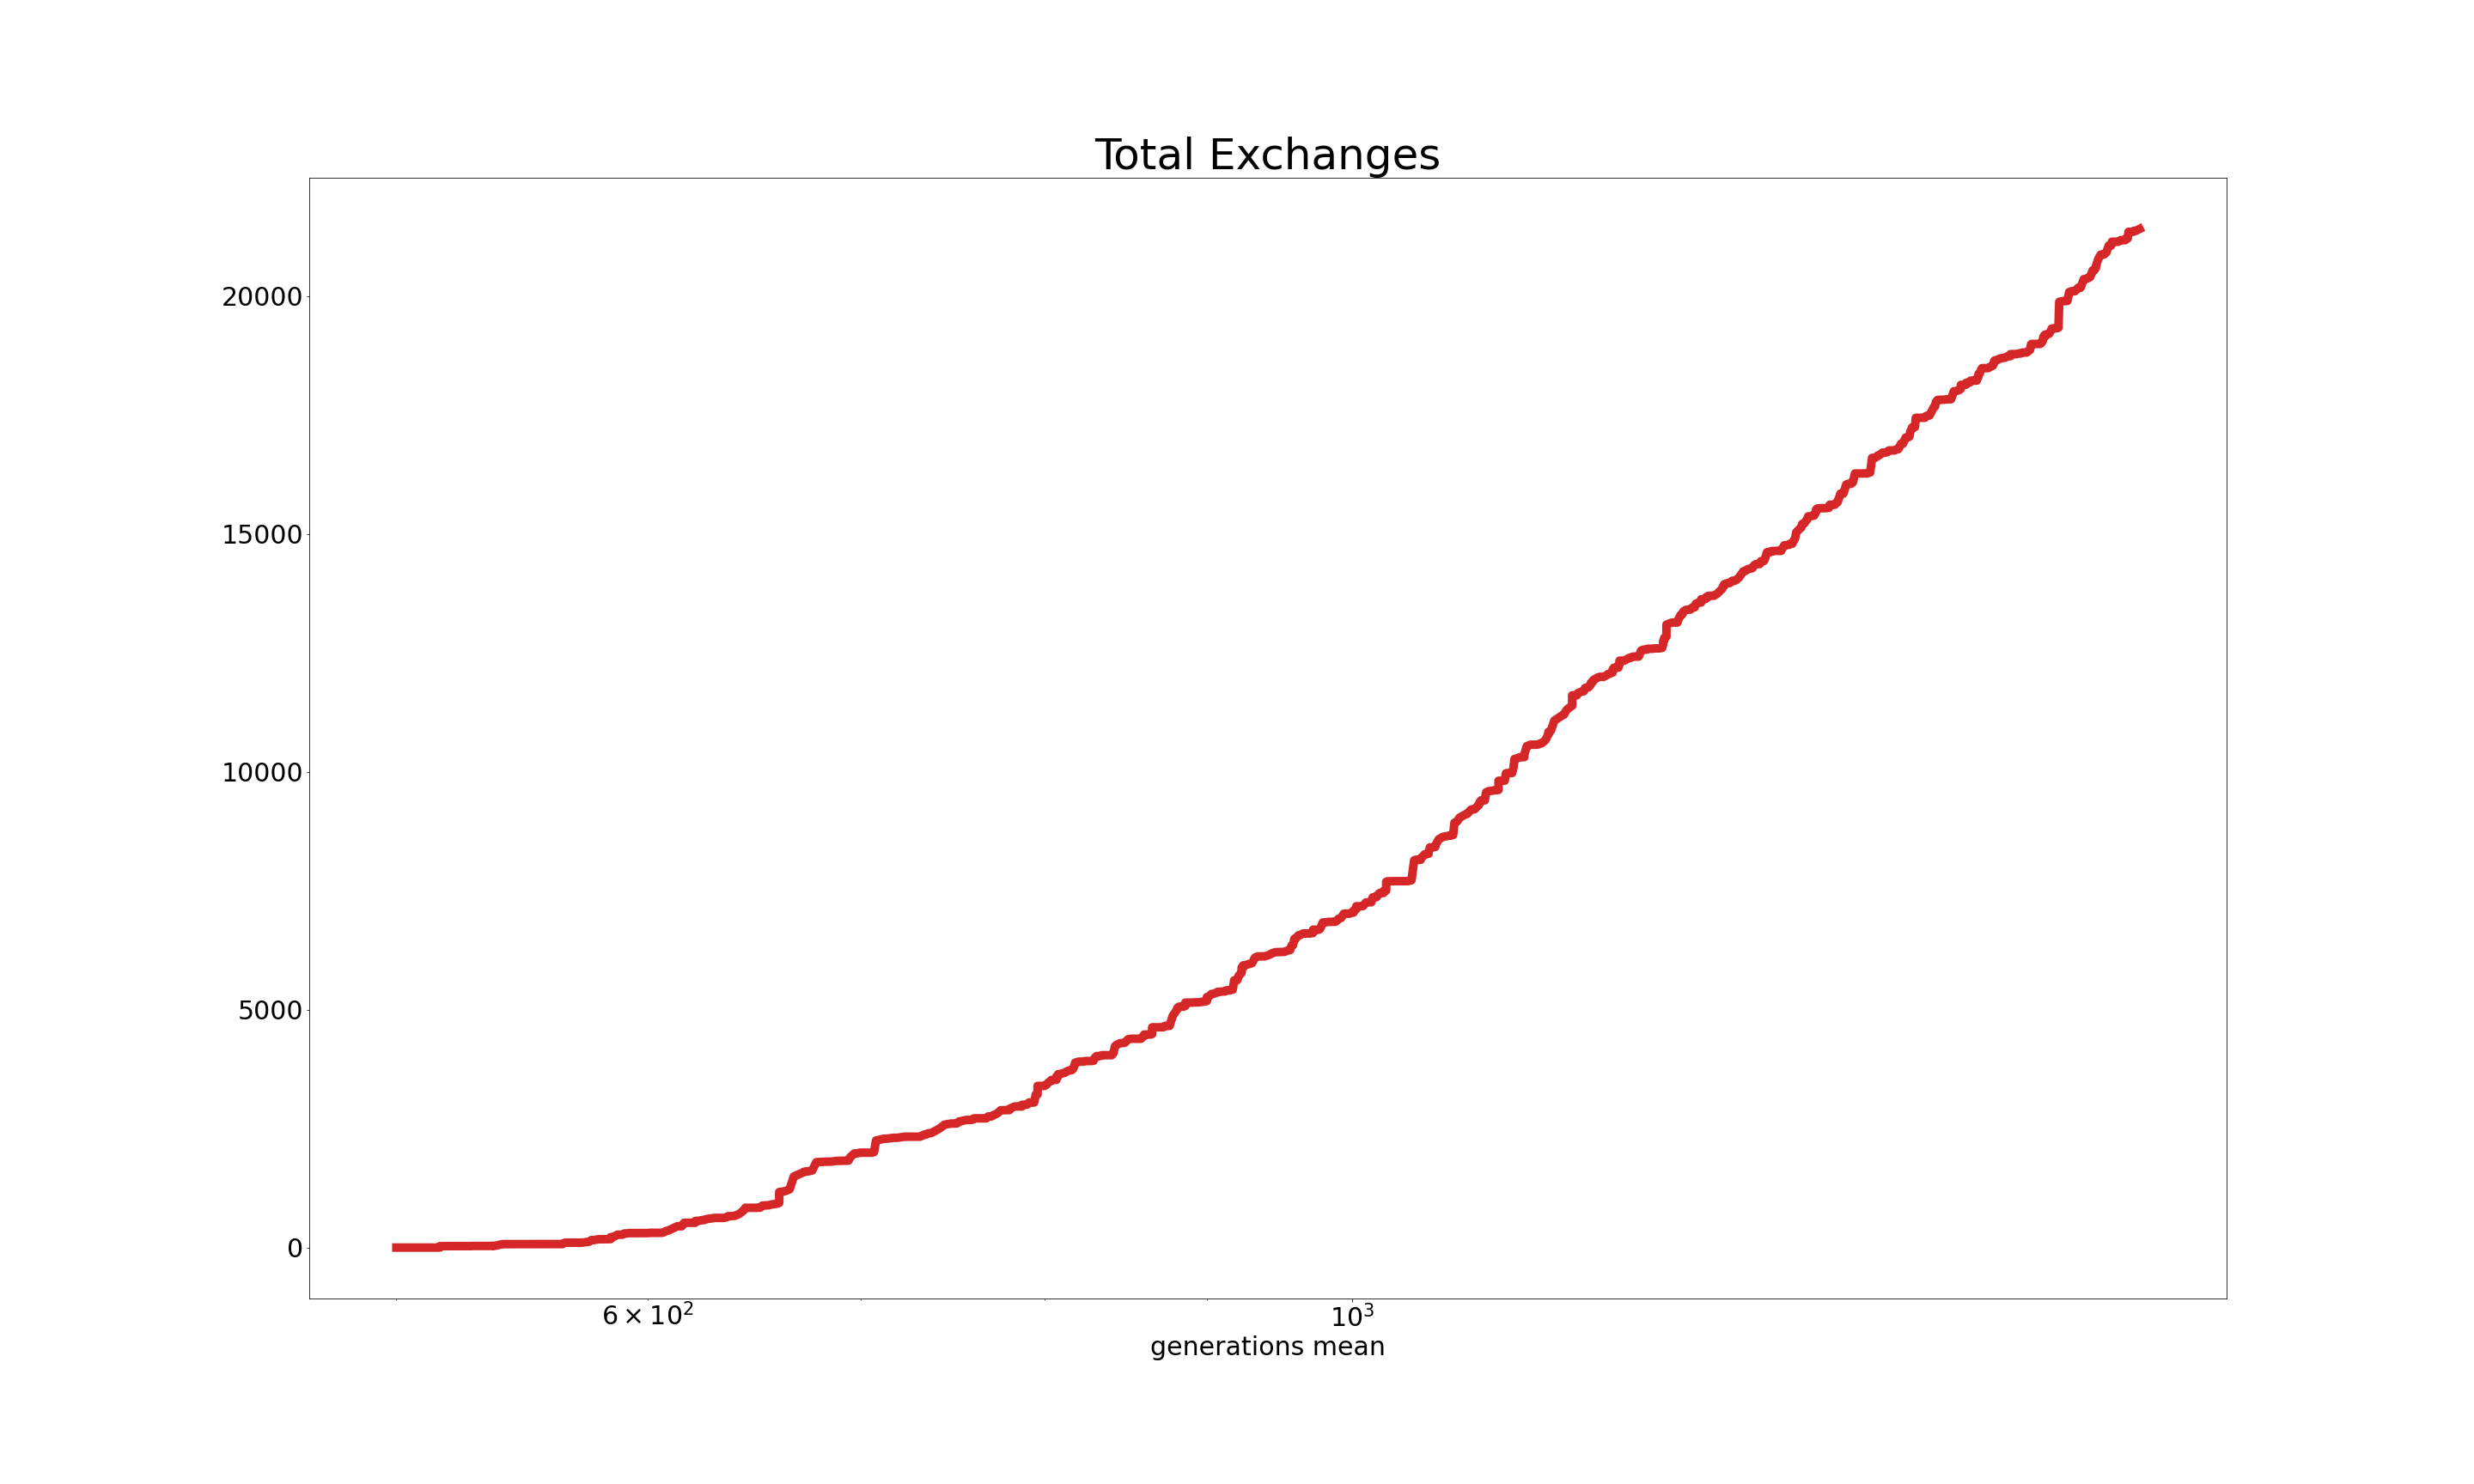 Total Exchanges
20000
15000
10000
5000
0
6 × 10² 10³
generations mean